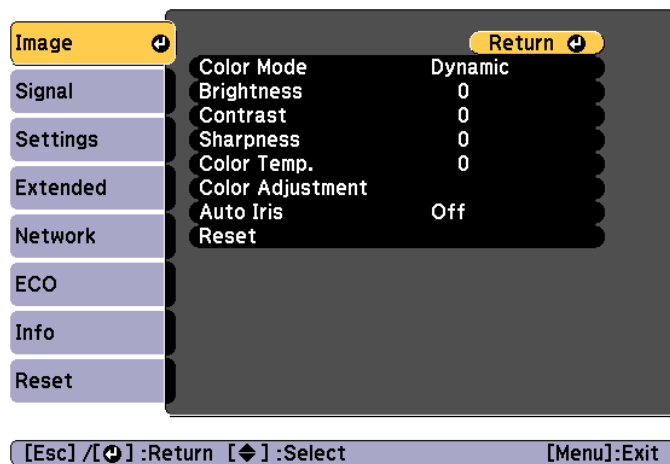 Image
Signal
Settings
Extended
Network
ECO
Info
Reset
Return
Color Mode Dynamic
Brightness 0
Contrast 0
Sharpness 0
Color Temp. 0
Color Adjustment
Auto Iris Off
Reset
[Esc] /[⏎] :Return [◆] :Select [Menu]:Exit